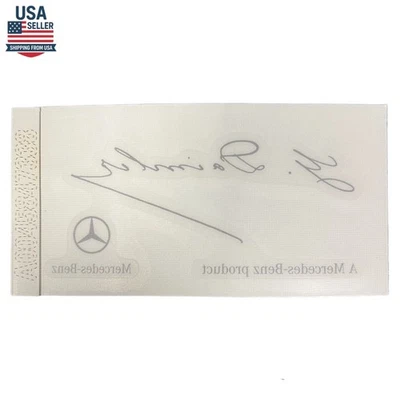 USA
SELLER
SHIPPING FROM USA
G. Daimler
Mercedes-Benz
A Mercedes-Benz product